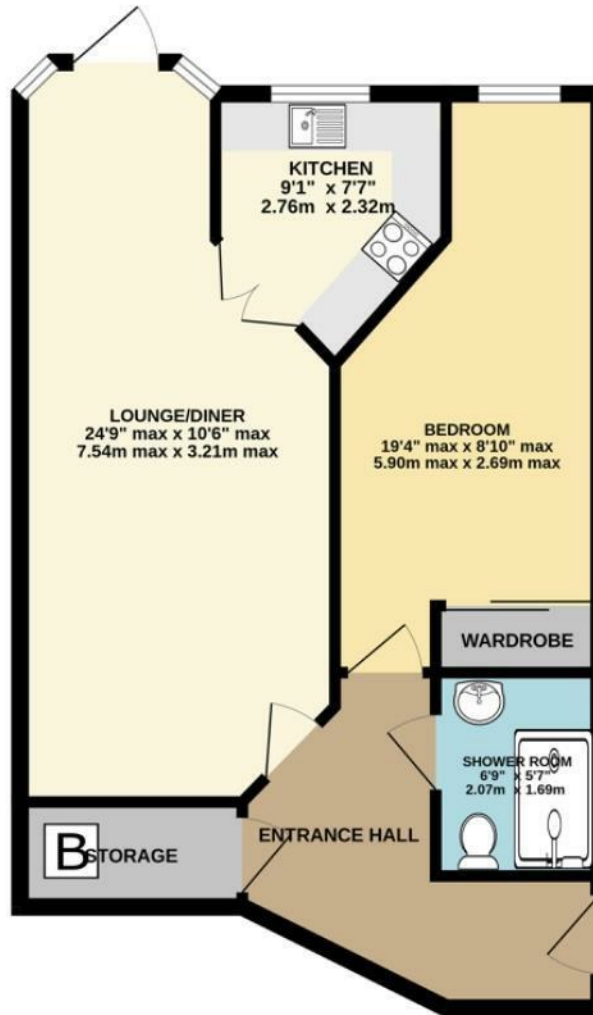 KITCHEN
9'1" x 7'7"
2.76m x 2.32m
LOUNGE/DINER
24'9" max x 10'6" max
7.54m max x 3.21m max
BEDROOM
19'4" max x 8'10" max
5.90m max x 2.69m max
WARDROBE
SHOWER ROOM
6'9" x 5'7"
2.07m x 1.69m
ENTRANCE HALL
B STORAGE